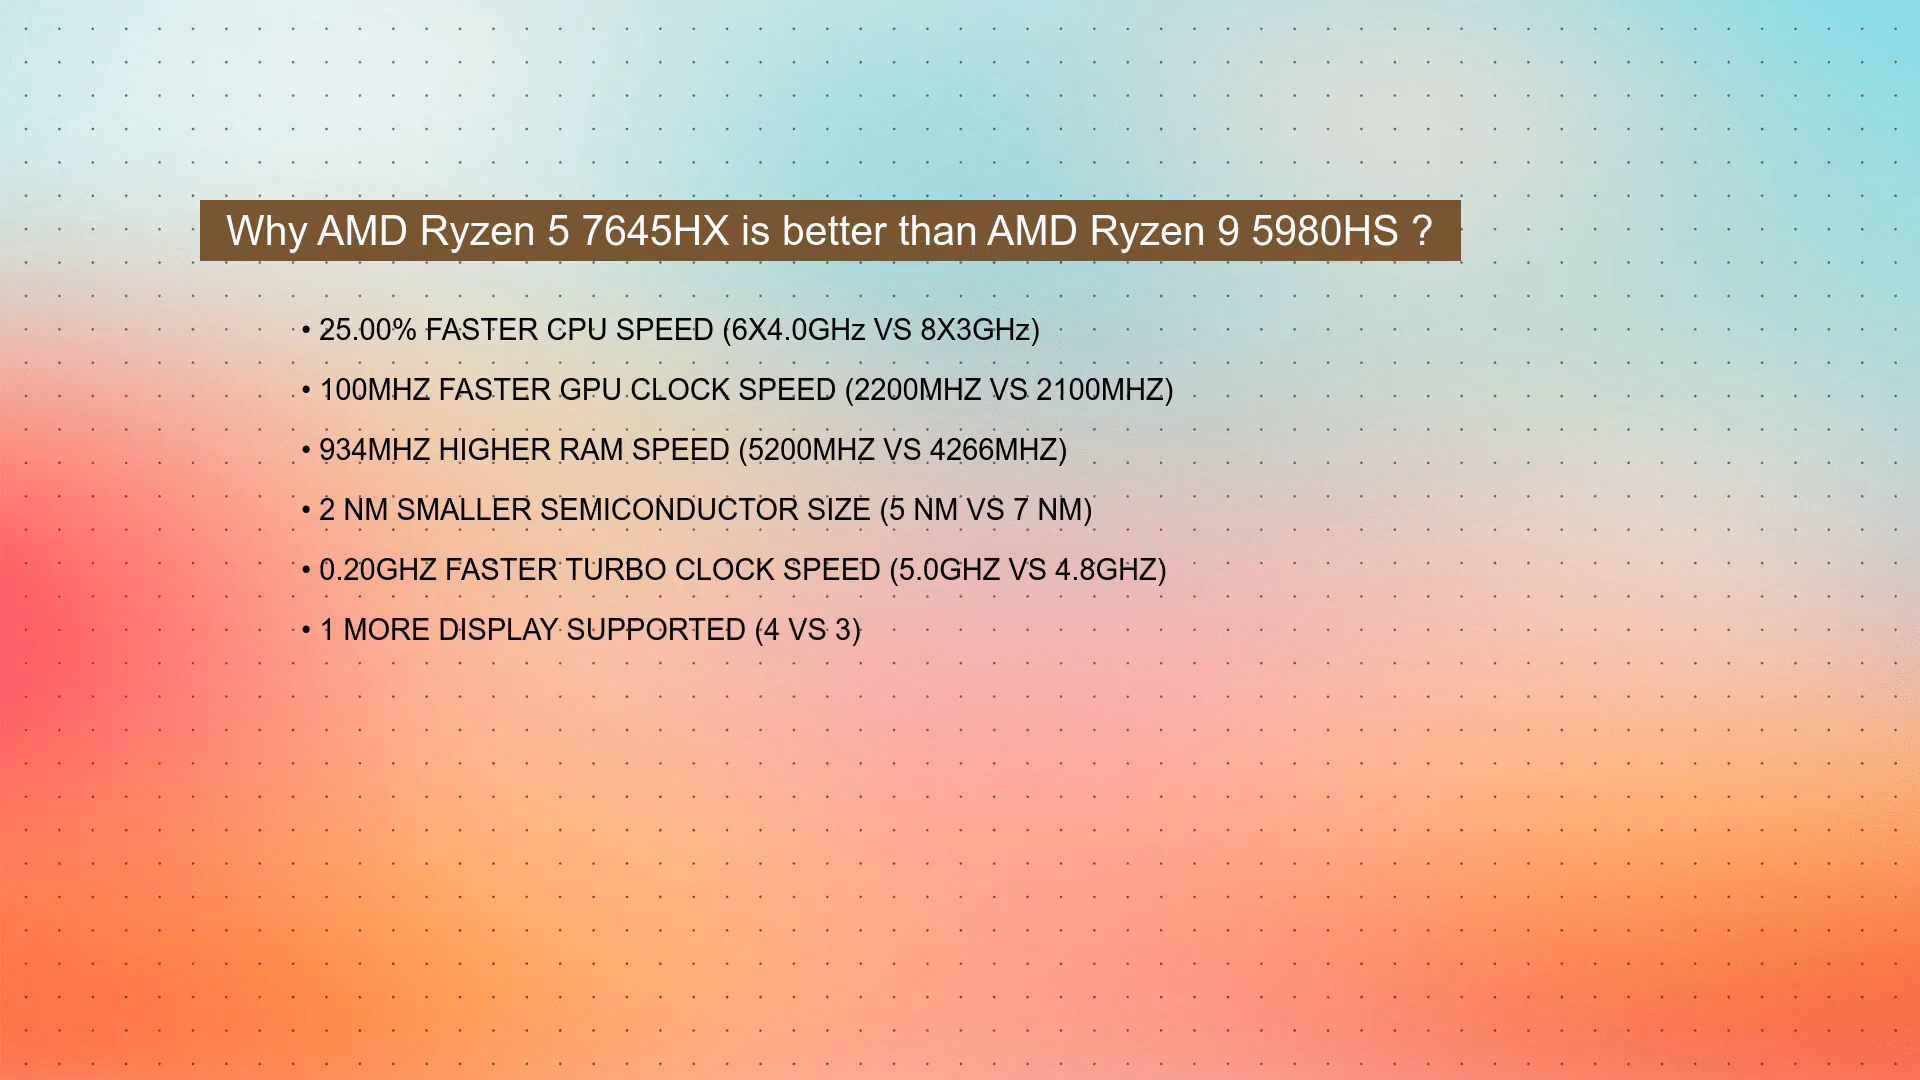 Why AMD Ryzen 5 7645HX is better than AMD Ryzen 9 5980HS ?
• 25.00% FASTER CPU SPEED (6X4.0GHz VS 8X3GHz)
• 100MHZ FASTER GPU CLOCK SPEED (2200MHZ VS 2100MHZ)
• 934MHZ HIGHER RAM SPEED (5200MHZ VS 4266MHZ)
• 2 NM SMALLER SEMICONDUCTOR SIZE (5 NM VS 7 NM)
• 0.20GHZ FASTER TURBO CLOCK SPEED (5.0GHZ VS 4.8GHZ)
• 1 MORE DISPLAY SUPPORTED (4 VS 3)